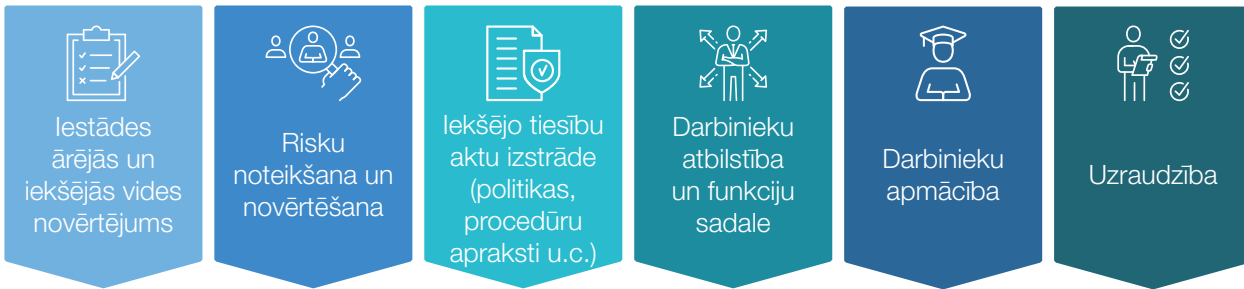 Iestādes
ārējās un
iekšējās vides
novērtējums
Risku
noteikšana un
novērtēšana
Iekšējo tiesību
aktu izstrāde
(politikas,
procedūru
apraksti u.c.)
Darbinieku
atbilstība
un funkciju
sadale
Darbinieku
apmācība
Uzraudzība